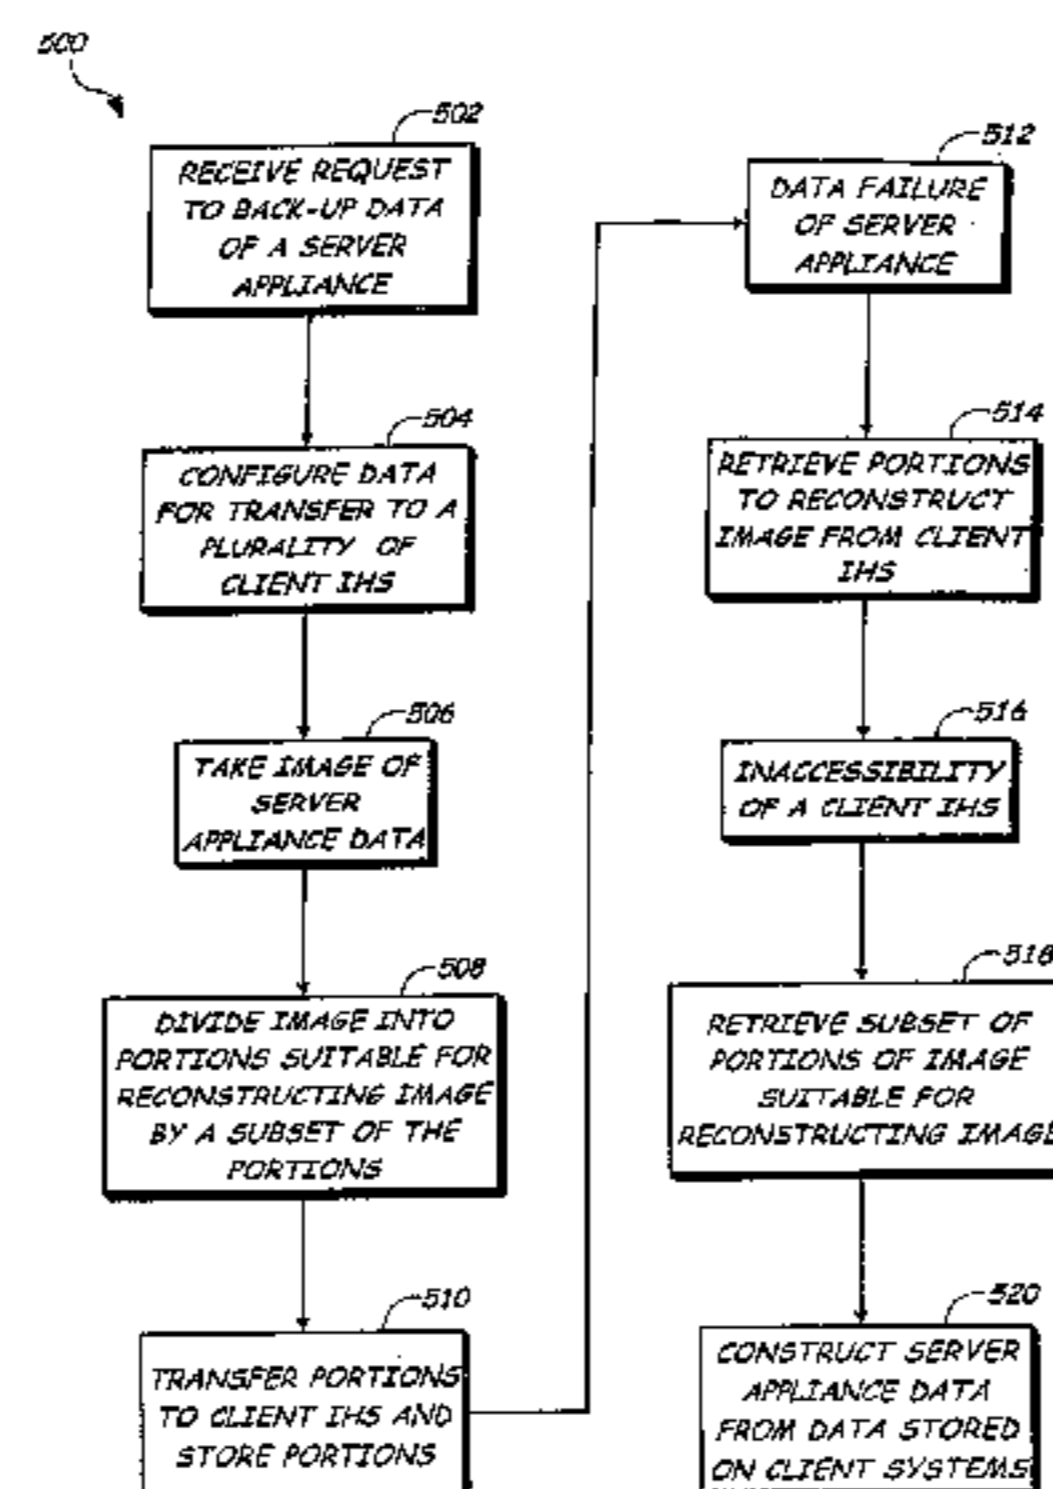 500
502
RECEIVE REQUEST
TO BACK-UP DATA
OF A SERVER
APPLIANCE
504
CONFIGURE DATA
FOR TRANSFER TO A
PLURALITY OF
CLIENT IHS
506
TAKE IMAGE OF
SERVER
APPLIANCE DATA
508
DIVIDE IMAGE INTO
PORTIONS SUITABLE FOR
RECONSTRUCTING IMAGE
BY A SUBSET OF THE
PORTIONS
510
TRANSFER PORTIONS
TO CLIENT IHS AND
STORE PORTIONS
512
DATA FAILURE
OF SERVER
APPLIANCE
514
RETRIEVE PORTIONS
TO RECONSTRUCT
IMAGE FROM CLIENT
IHS
516
INACCESSIBILITY
OF A CLIENT IHS
518
RETRIEVE SUBSET OF
PORTIONS OF IMAGE
SUITABLE FOR
RECONSTRUCTING IMAGE
520
CONSTRUCT SERVER
APPLIANCE DATA
FROM DATA STORED
ON CLIENT SYSTEMS